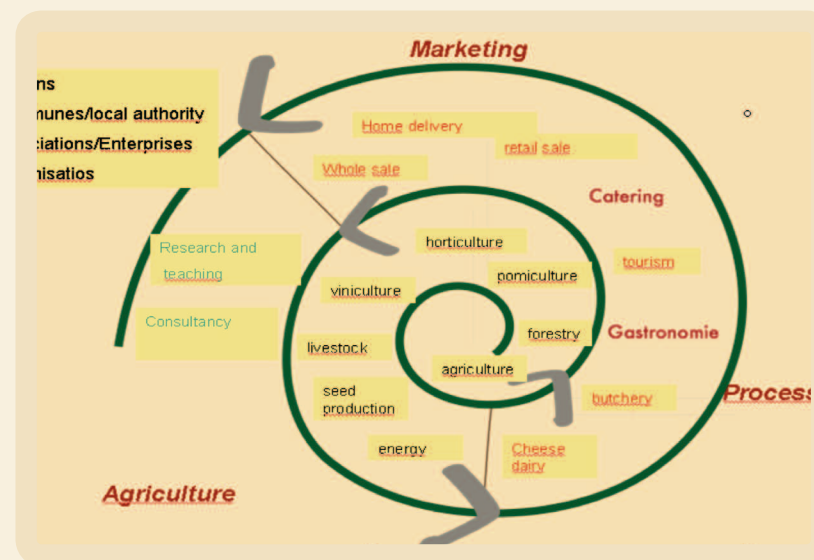 Marketing
ns
munes/local authority
ciations/Enterprises
nisatios
Home delivery
retail sale
Whole sale
Catering
Research and
teaching
horticulture
tourism
pomiculture
viniculture
Consultancy
forestry
Gastronomie
livestock
agriculture
seed
production
butchery
Process
energy
Cheese
dairy
Agriculture